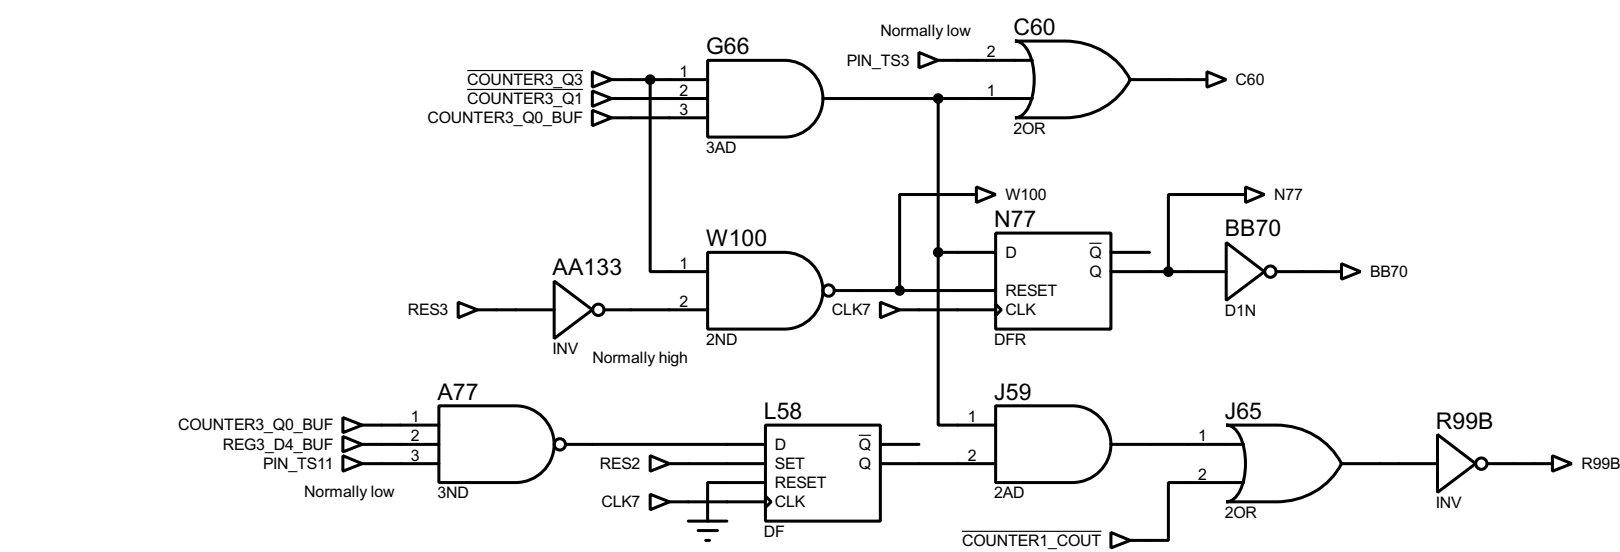 C60
Normally low
G66
2
PIN_TS3
COUNTER3_Q3
1
C60
COUNTER3_Q1
2
1
COUNTER3_Q0_BUF
3
2OR
3AD
W100
N77
N77
W100
BB70
D
Q
AA133
1
Q
BB70
RESET
RES3
2
CLK7
CLK
D1N
2ND
DFR
INV
Normally high
A77
J59
L58
J65
COUNTER3_Q0_BUF
1
1
R99B
REG3_D4_BUF
2
D
Q
1
PIN_TS11
3
RES2
SET
Q
2
R99B
RESET
2
Normally low
3ND
2AD
CLK7
CLK
INV
2OR
DF
COUNTER1_COUT